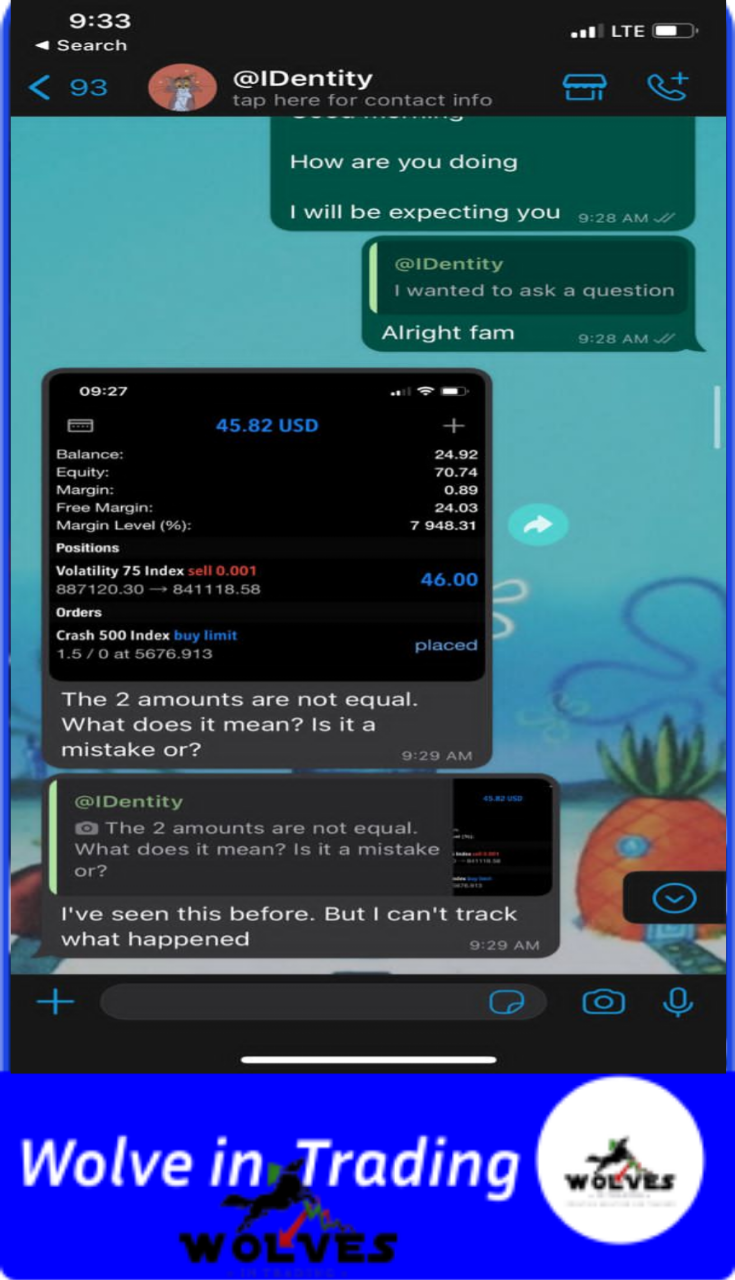 9:33
LTE
◄ Search
93
@IDentity
tap here for contact info
Good morning
How are you doing
I will be expecting you 9:28 AM
@IDentity
I wanted to ask a question
Alright fam 9:28 AM
09:27
45.82 USD
Balance: 24.92
Equity: 70.74
Margin: 0.89
Free Margin: 24.03
Margin Level (%): 7 948.31
Positions
Volatility 75 Index sell 0.001
887120.30 → 841118.58 46.00
Orders
Crash 500 Index buy limit
1.5 / 0 at 5676.913 placed
The 2 amounts are not equal.
What does it mean? Is it a
mistake or? 9:29 AM
@IDentity
The 2 amounts are not equal.
What does it mean? Is it a mistake
or?
45.82 USD
I've seen this before. But I can't track
what happened 9:29 AM
Wolve in Trading
WOLVES
IN TRADING
WOLVES